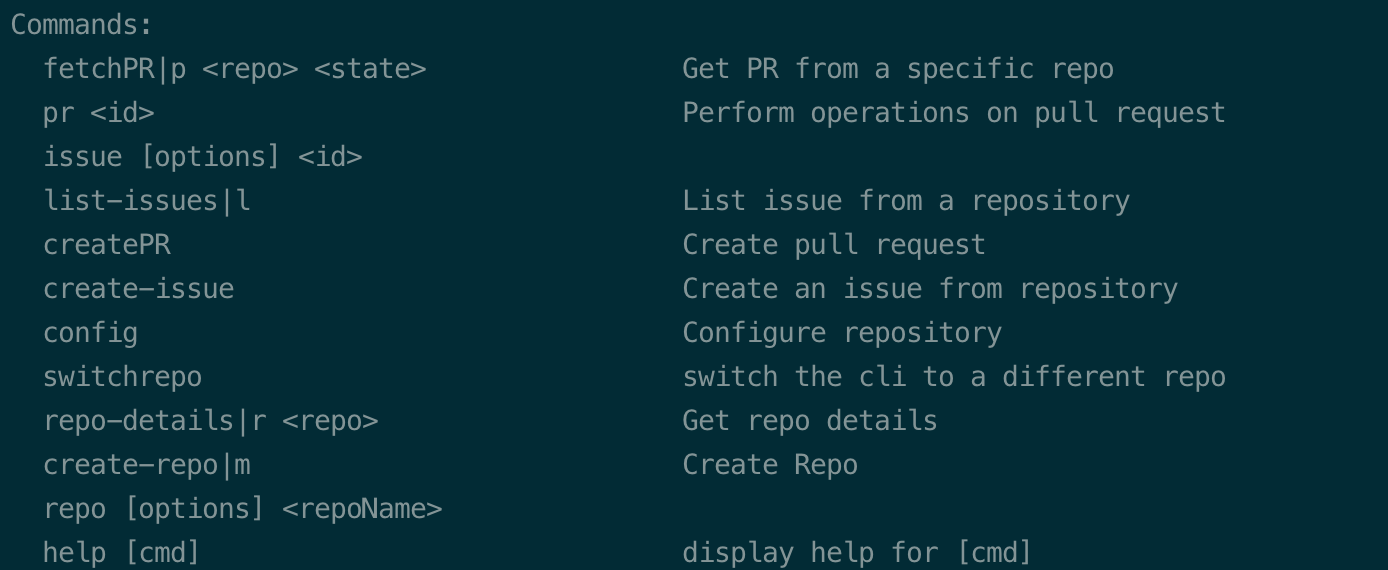 Commands:
fetchPR|p <repo> <state> Get PR from a specific repo
pr <id> Perform operations on pull request
issue [options] <id>
list-issues|l List issue from a repository
createPR Create pull request
create-issue Create an issue from repository
config Configure repository
switchrepo switch the cli to a different repo
repo-details|r <repo> Get repo details
create-repo|m Create Repo
repo [options] <repoName>
help [cmd] display help for [cmd]